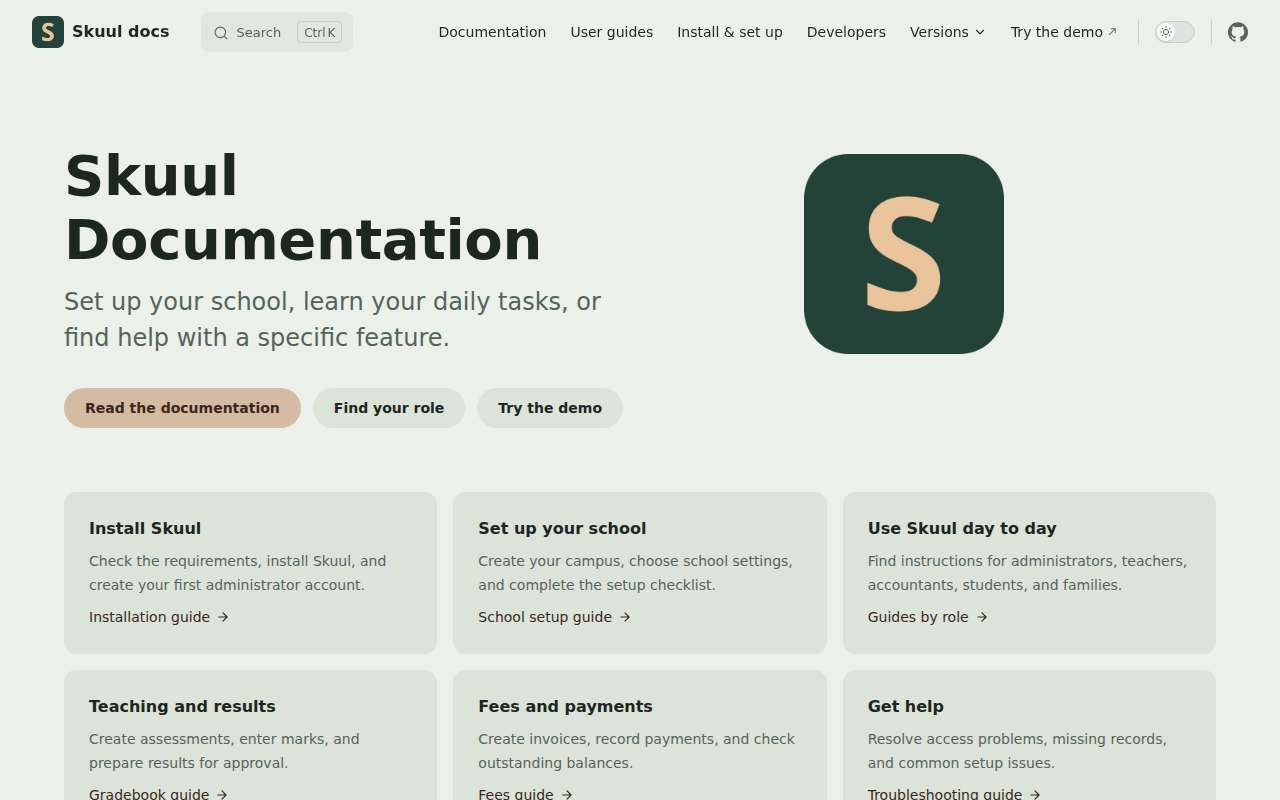 S Skuul docs
Search Ctrl K
Documentation User guides Install & set up Developers Versions Try the demo
Skuul
Documentation
Set up your school, learn your daily tasks, or
find help with a specific feature.
Read the documentation Find your role Try the demo
S
Install Skuul
Check the requirements, install Skuul, and
create your first administrator account.
Installation guide
Set up your school
Create your campus, choose school settings,
and complete the setup checklist.
School setup guide
Use Skuul day to day
Find instructions for administrators, teachers,
accountants, students, and families.
Guides by role
Teaching and results
Create assessments, enter marks, and
prepare results for approval.
Gradebook guide
Fees and payments
Create invoices, record payments, and check
outstanding balances.
Fees guide
Get help
Resolve access problems, missing records,
and common setup issues.
Troubleshooting guide